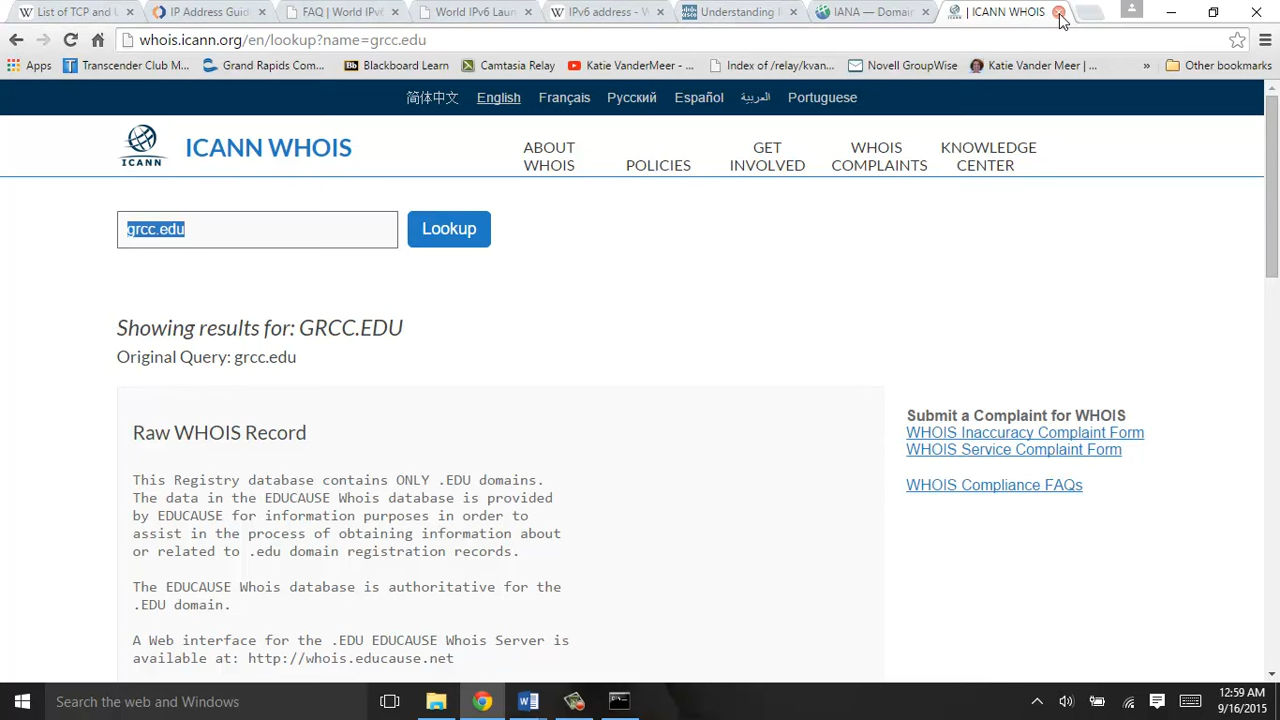 List of TCP and U
IP Address Guid
FAQ | World IPv
World IPv6 Laun
IPv6 address - W
Understanding I
IANA — Domai
| ICANN WHOIS
whois.icann.org/en/lookup?name=grcc.edu
Apps
Transcender Club M...
Grand Rapids Com...
Blackboard Learn
Camtasia Relay
Katie VanderMeer - ...
Index of /relay/kvan...
Novell GroupWise
Katie Vander Meer | ...
»
Other bookmarks
简体中文 English Français Русский Español العربية Portuguese
ICANN
ICANN WHOIS
ABOUT
WHOIS
POLICIES
GET
INVOLVED
WHOIS
COMPLAINTS
KNOWLEDGE
CENTER
grcc.edu
Lookup
Showing results for: GRCC.EDU
Original Query: grcc.edu
Raw WHOIS Record
This Registry database contains ONLY .EDU domains.
The data in the EDUCAUSE Whois database is provided
by EDUCAUSE for information purposes in order to
assist in the process of obtaining information about
or related to .edu domain registration records.
The EDUCAUSE Whois database is authoritative for the
.EDU domain.
A Web interface for the .EDU EDUCAUSE Whois Server is
available at: http://whois.educause.net
Submit a Complaint for WHOIS
WHOIS Inaccuracy Complaint Form
WHOIS Service Complaint Form
WHOIS Compliance FAQs
Search the web and Windows
12:59 AM
9/16/2015